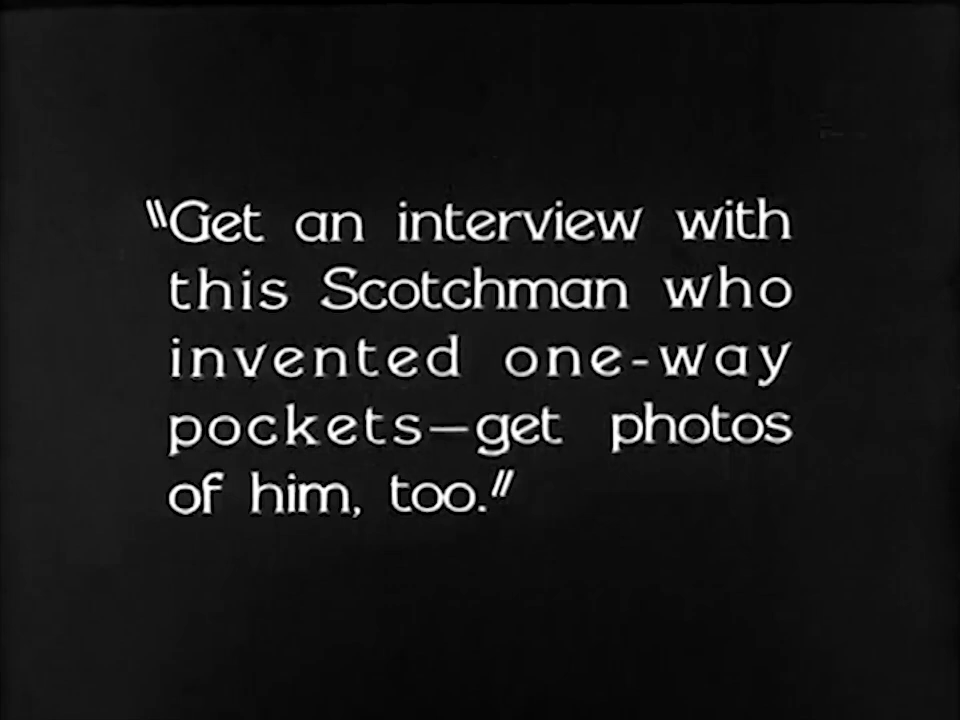 "Get an interview with
this Scotchman who
invented one-way
pockets—get photos
of him, too."